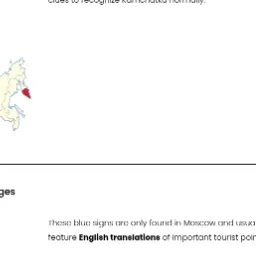 clues to recognize Kamchatka normally.
ges
These blue signs are only found in Moscow and usua
feature English translations of important tourist poin